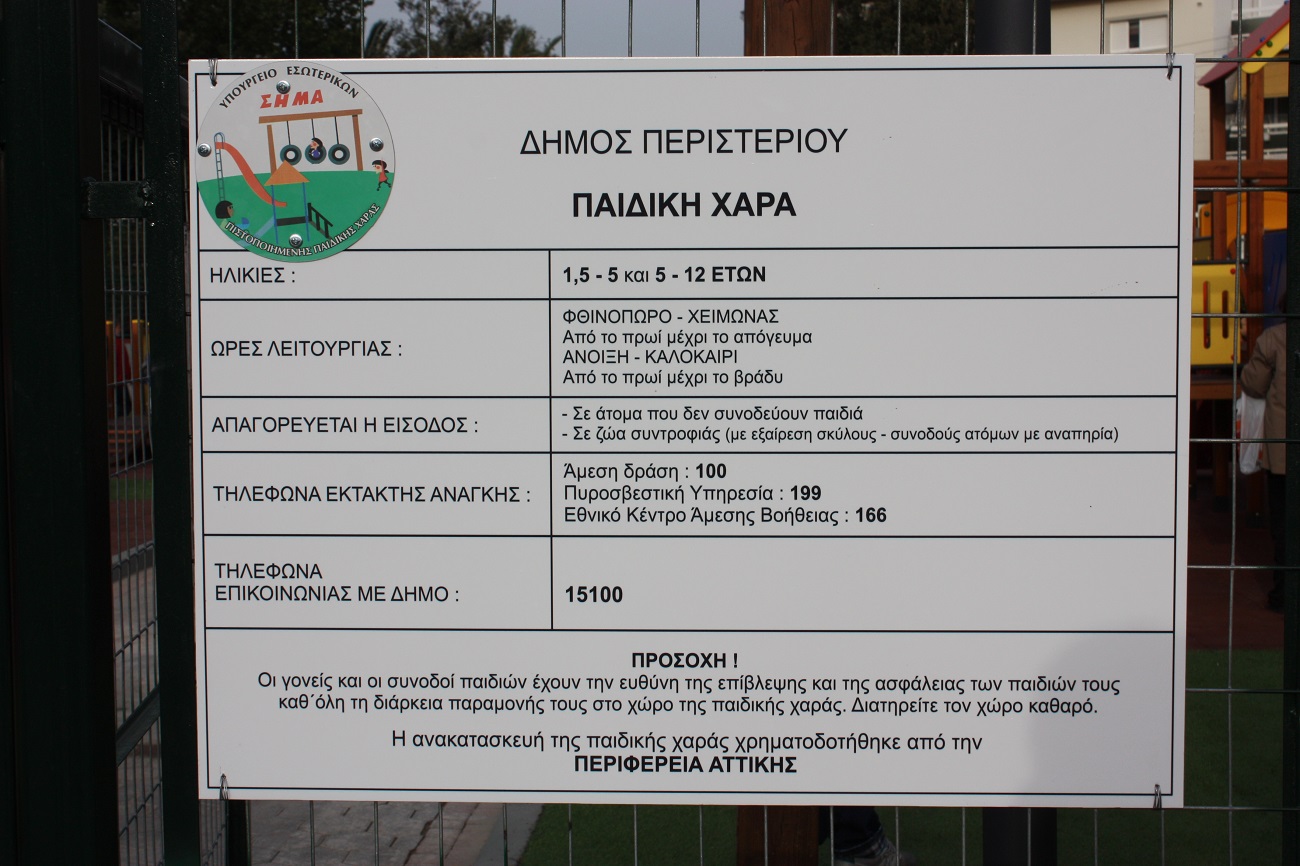 ΥΠΟΥΡΓΕΙΟ ΕΣΩΤΕΡΙΚΩΝ
ΣΗΜΑ
ΠΙΣΤΟΠΟΙΗΜΕΝΗΣ ΠΑΙΔΙΚΗΣ ΧΑΡΑΣ
ΔΗΜΟΣ ΠΕΡΙΣΤΕΡΙΟΥ
ΠΑΙΔΙΚΗ ΧΑΡΑ
ΗΛΙΚΙΕΣ :
1,5 - 5 και 5 - 12 ΕΤΩΝ
ΩΡΕΣ ΛΕΙΤΟΥΡΓΙΑΣ :
ΦΘΙΝΟΠΩΡΟ - ΧΕΙΜΩΝΑΣ
Από το πρωί μέχρι το απόγευμα
ΑΝΟΙΞΗ - ΚΑΛΟΚΑΙΡΙ
Από το πρωί μέχρι το βράδυ
ΑΠΑΓΟΡΕΥΕΤΑΙ Η ΕΙΣΟΔΟΣ :
- Σε άτομα που δεν συνοδεύουν παιδιά
- Σε ζώα συντροφιάς (με εξαίρεση σκύλους - συνοδούς ατόμων με αναπηρία)
ΤΗΛΕΦΩΝΑ ΕΚΤΑΚΤΗΣ ΑΝΑΓΚΗΣ :
Άμεση δράση : 100
Πυροσβεστική Υπηρεσία : 199
Εθνικό Κέντρο Άμεσης Βοήθειας : 166
ΤΗΛΕΦΩΝΑ
ΕΠΙΚΟΙΝΩΝΙΑΣ ΜΕ ΔΗΜΟ :
15100
ΠΡΟΣΟΧΗ !
Οι γονείς και οι συνοδοί παιδιών έχουν την ευθύνη της επίβλεψης και της ασφάλειας των παιδιών τους
καθ΄όλη τη διάρκεια παραμονής τους στο χώρο της παιδικής χαράς. Διατηρείτε τον χώρο καθαρό.
Η ανακατασκευή της παιδικής χαράς χρηματοδοτήθηκε από την
ΠΕΡΙΦΕΡΕΙΑ ΑΤΤΙΚΗΣ